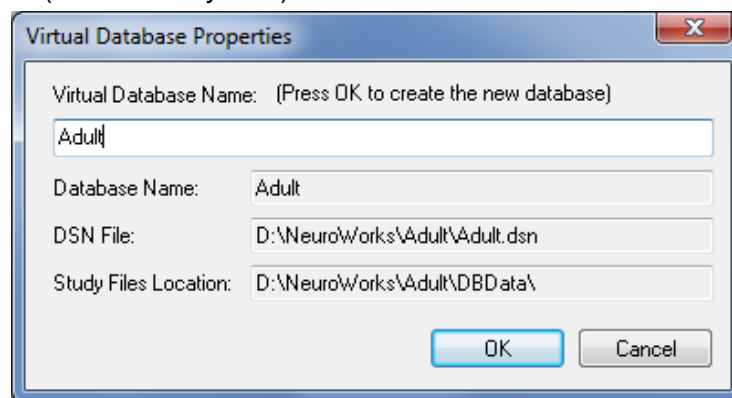 Virtual Database Properties
Virtual Database Name: (Press OK to create the new database)
Adult
Database Name: Adult
DSN File: D:\NeuroWorks\Adult\Adult.dsn
Study Files Location: D:\NeuroWorks\Adult\DBData\
OK Cancel